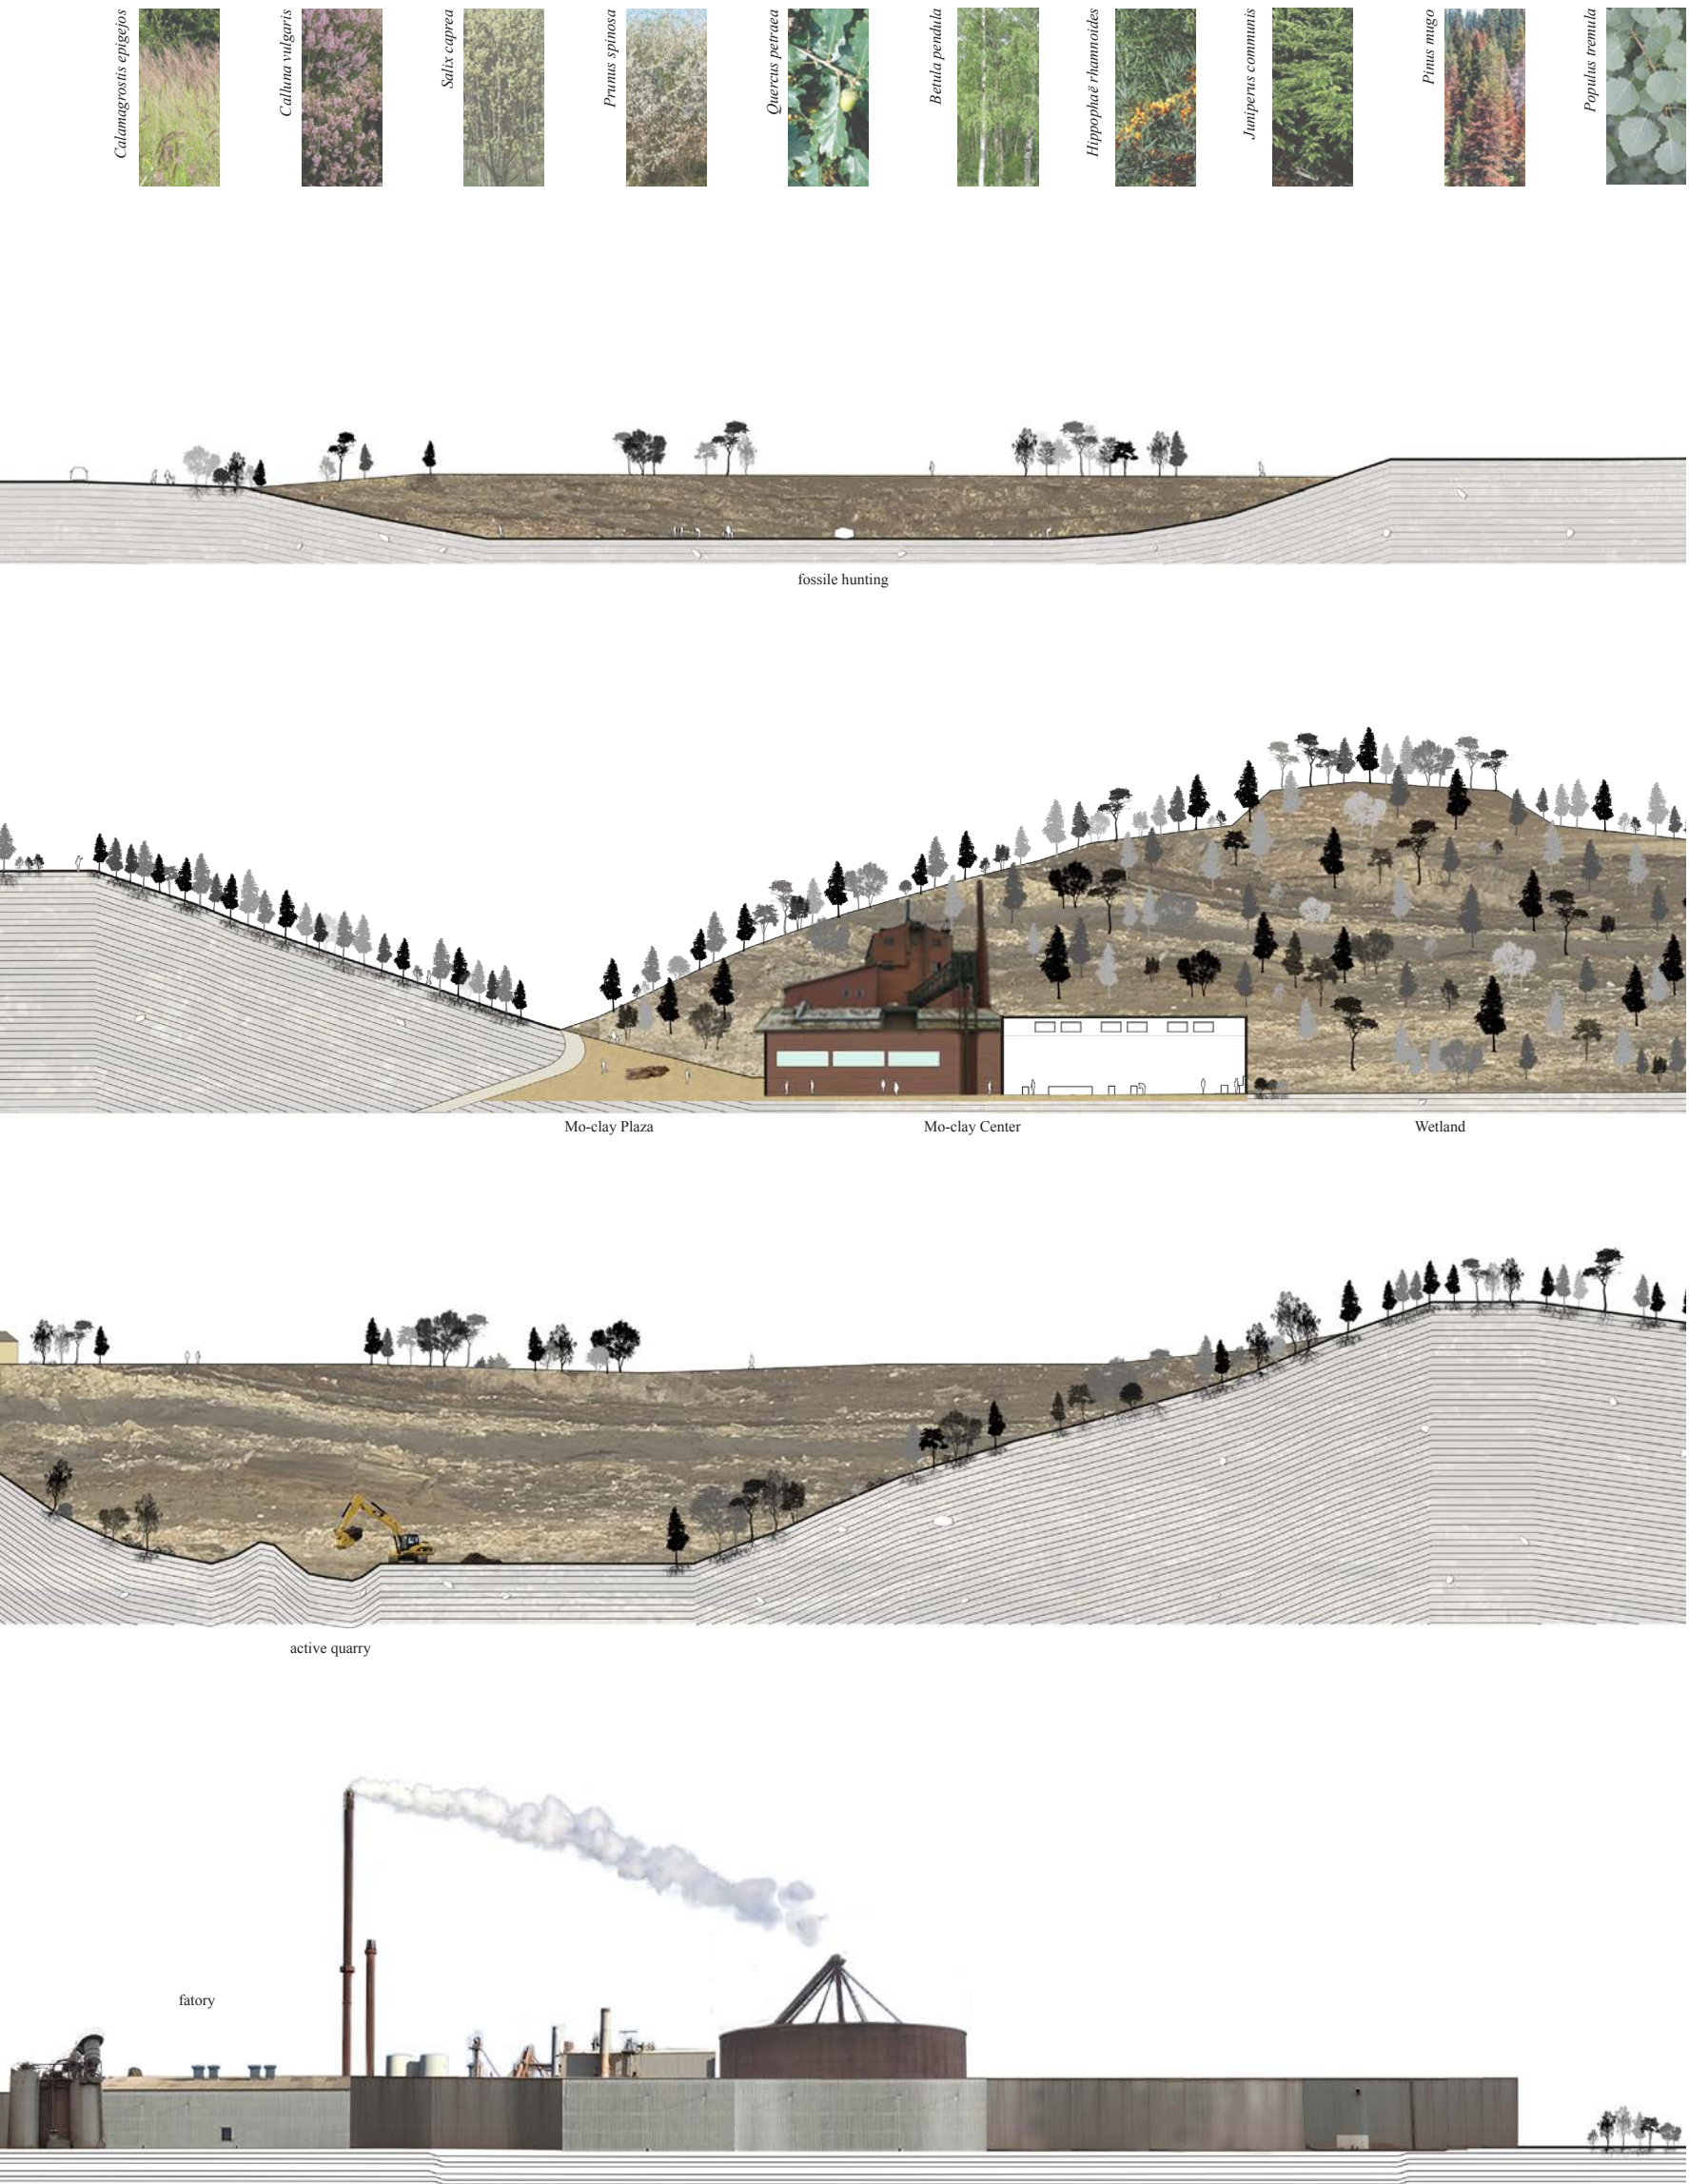 Calamagrostis epigejos
Calluna vulgaris
Salix caprea
Prunus spinosa
Quercus petraea
Betula pendula
Hippophaë rhamnoides
Juniperus communis
Pinus mugo
Populus tremula
fossile hunting
Mo-clay Plaza
Mo-clay Center
Wetland
active quarry
fatory